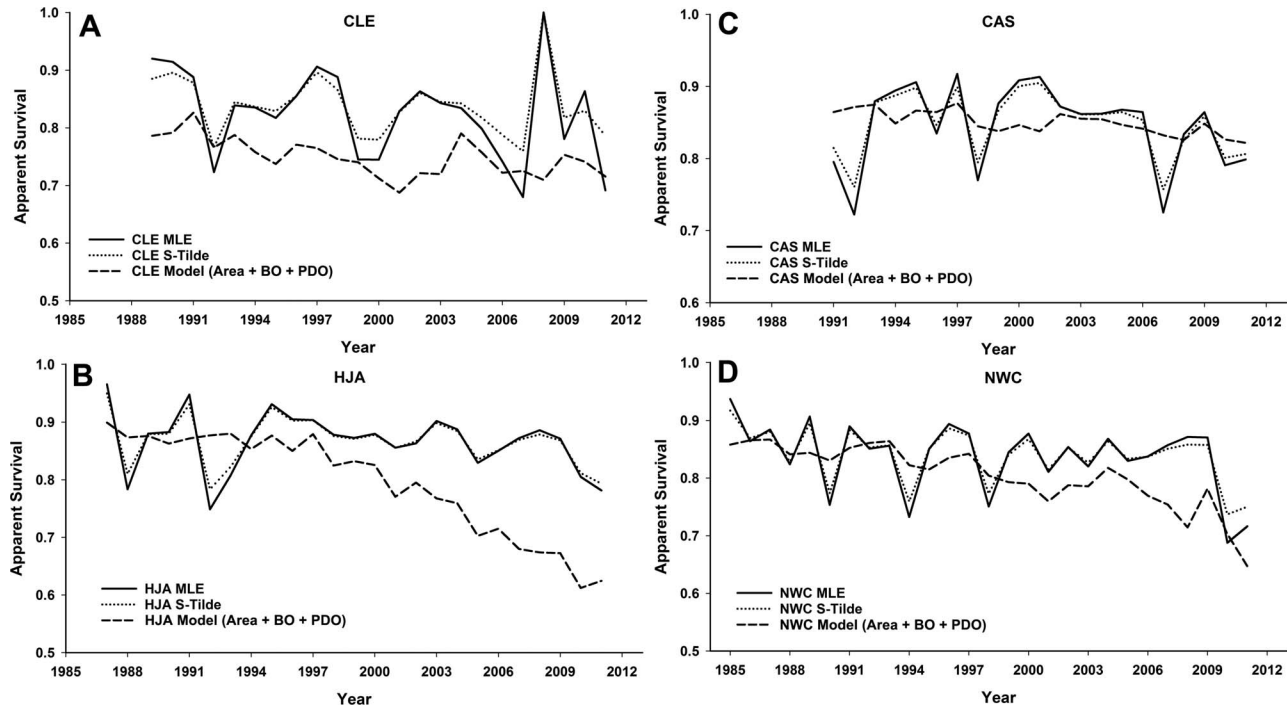 A
CLE
1.0
0.9
0.8
0.7
0.6
0.5
Apparent Survival
CLE MLE
CLE S-Tilde
CLE Model (Area + BO + PDO)
1985 1988 1991 1994 1997 2000 2003 2006 2009 2012
Year
B
HJA
1.0
0.9
0.8
0.7
0.6
0.5
Apparent Survival
HJA MLE
HJA S-Tilde
HJA Model (Area + BO + PDO)
1985 1988 1991 1994 1997 2000 2003 2006 2009 2012
Year
C
CAS
1.0
0.9
0.8
0.7
0.6
Apparent Survival
CAS MLE
CAS S-Tilde
CAS Model (Area + BO + PDO)
1985 1988 1991 1994 1997 2000 2003 2006 2009 2012
Year
D
NWC
1.0
0.9
0.8
0.7
0.6
0.5
Apparent Survival
NWC MLE
NWC S-Tilde
NWC Model (Area + BO + PDO)
1985 1988 1991 1994 1997 2000 2003 2006 2009 2012
Year